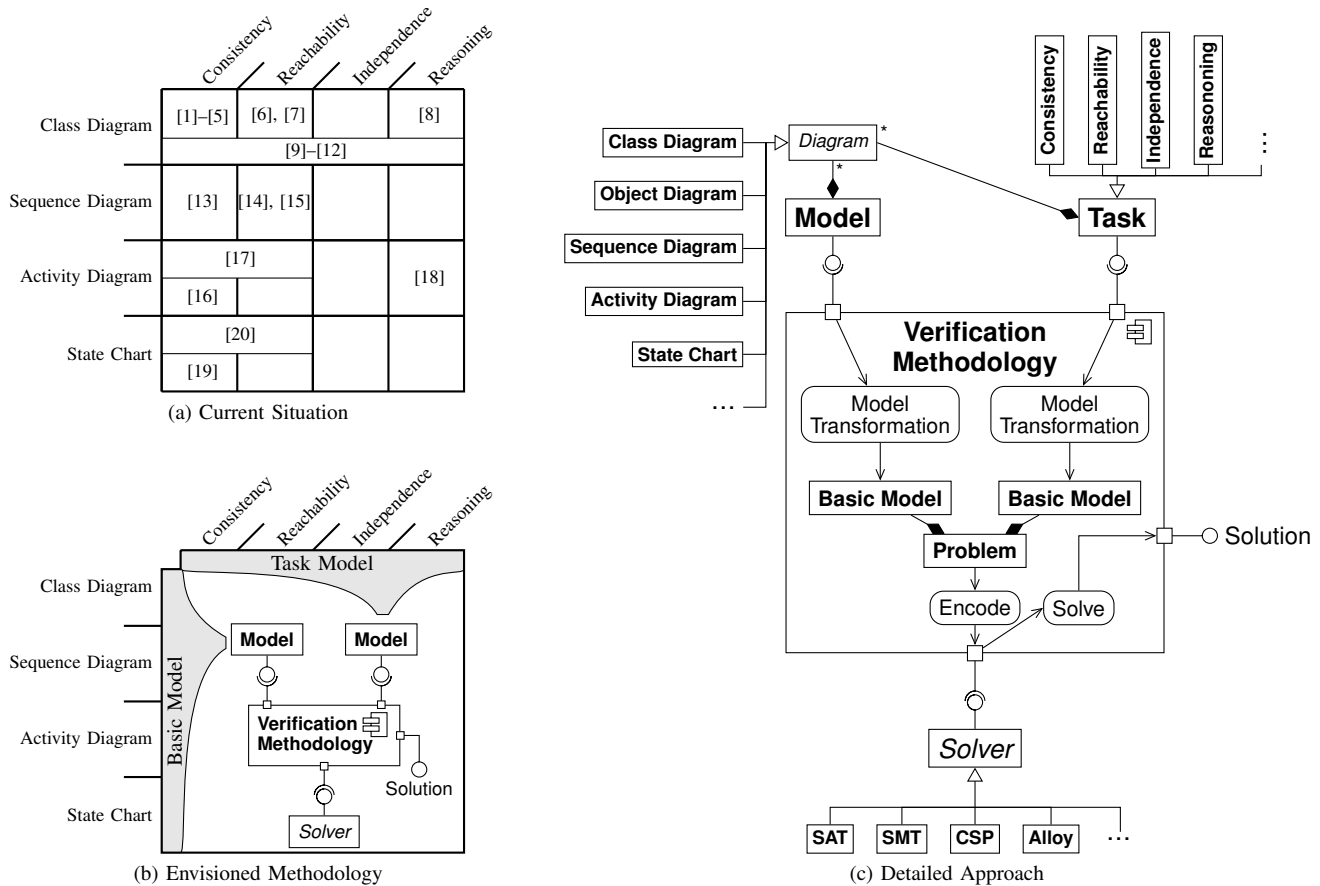 Consistency
Reachability
Independence
Reasoning
Class Diagram
[1]–[5]
[6], [7]
[8]
[9]–[12]
Sequence Diagram
[13]
[14], [15]
Activity Diagram
[17]
[16]
[18]
State Chart
[20]
[19]
(a) Current Situation
Consistency
Reachability
Independence
Reasoning
Task Model
Class Diagram
Sequence Diagram
Activity Diagram
State Chart
Basic Model
Model
Model
Verification
Methodology
Solution
Solver
(b) Envisioned Methodology
Consistency
Reachability
Independence
Reasononing
...
Class Diagram
Object Diagram
Sequence Diagram
Activity Diagram
State Chart
...
Diagram
*
*
Model
Task
Verification
Methodology
Model
Transformation
Model
Transformation
Basic Model
Basic Model
Problem
Encode
Solve
Solution
Solver
SAT
SMT
CSP
Alloy
...
(c) Detailed Approach